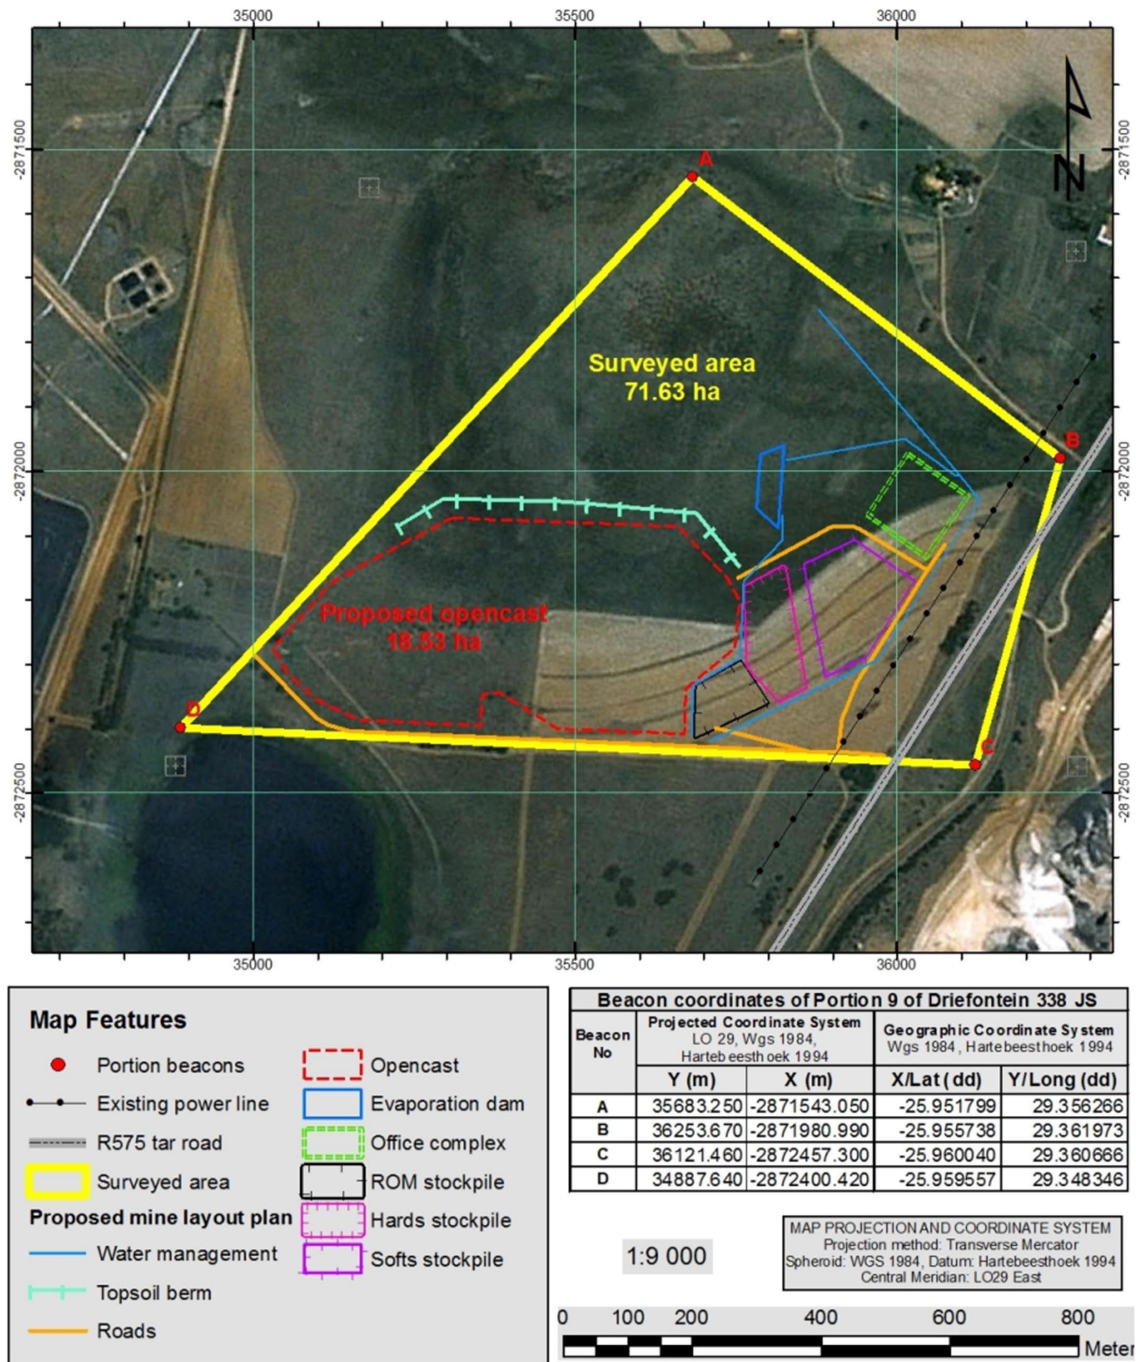 35000 35500 36000
-2871500 -2871500
A
N
Surveyed area
71.63 ha
B
-2872000 -2872000
Proposed opencast
18.53 ha
D
C
-2872500 -2872500
35000 35500 36000
Map Features
Portion beacons
Existing power line
R575 tar road
Surveyed area
Proposed mine layout plan
Water management
Topsoil berm
Roads
Opencast
Evaporation dam
Office complex
ROM stockpile
Hards stockpile
Softs stockpile
Beacon coordinates of Portion 9 of Driefontein 338 JS
Beacon No
Projected Coordinate System
LO 29, Wgs 1984,
Hartebeesthoek 1994
Geographic Coordinate System
Wgs 1984, Hartebeesthoek 1994
Y (m) X (m) X/Lat (dd) Y/Long (dd)
A 35683.250 -2871543.050 -25.951799 29.356266
B 36253.670 -2871980.990 -25.955738 29.361973
C 36121.460 -2872457.300 -25.960040 29.360666
D 34887.640 -2872400.420 -25.959557 29.348346
1:9 000
MAP PROJECTION AND COORDINATE SYSTEM
Projection method: Transverse Mercator
Spheroid: WGS 1984, Datum: Hartebeesthoek 1994
Central Meridian: LO29 East
0 100 200 400 600 800
Meter